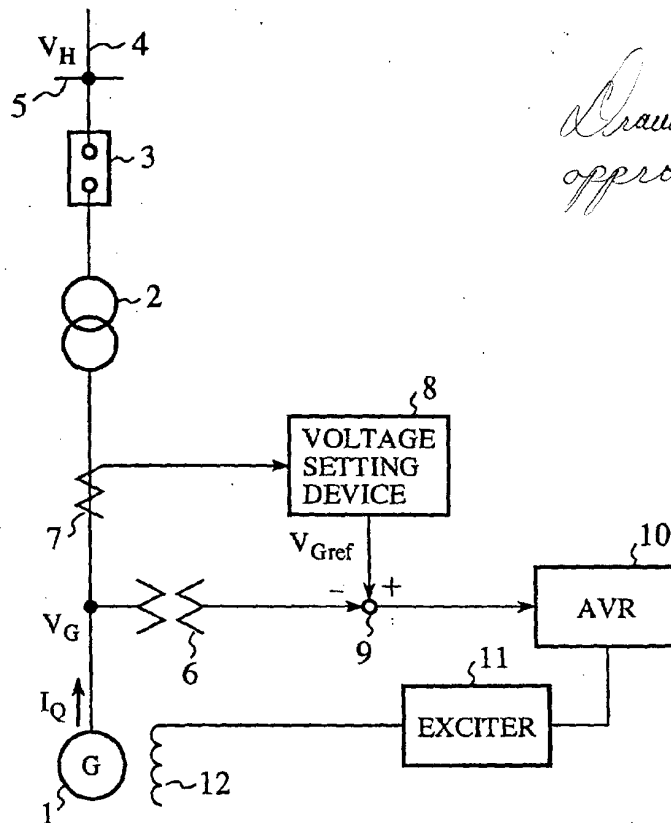 V_H
4
5
3
2
8
VOLTAGE
SETTING
DEVICE
7
V_Gref
10
- +
AVR
V_G
6
9
11
I_Q
EXCITER
G
1
12